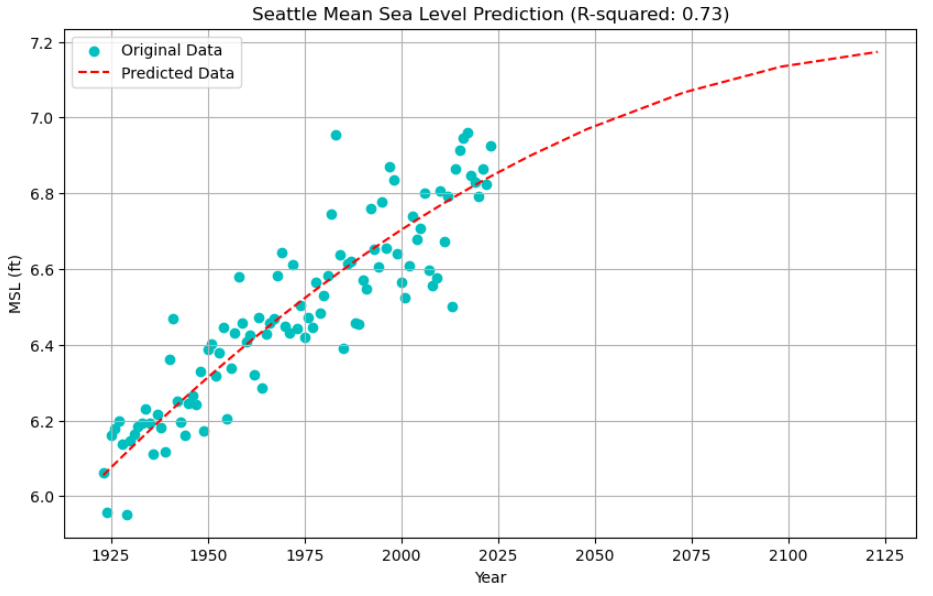 Seattle Mean Sea Level Prediction (R-squared: 0.73)
Original Data
Predicted Data
MSL (ft)
7.2
7.0
6.8
6.6
6.4
6.2
6.0
1925 1950 1975 2000 2025 2050 2075 2100 2125
Year